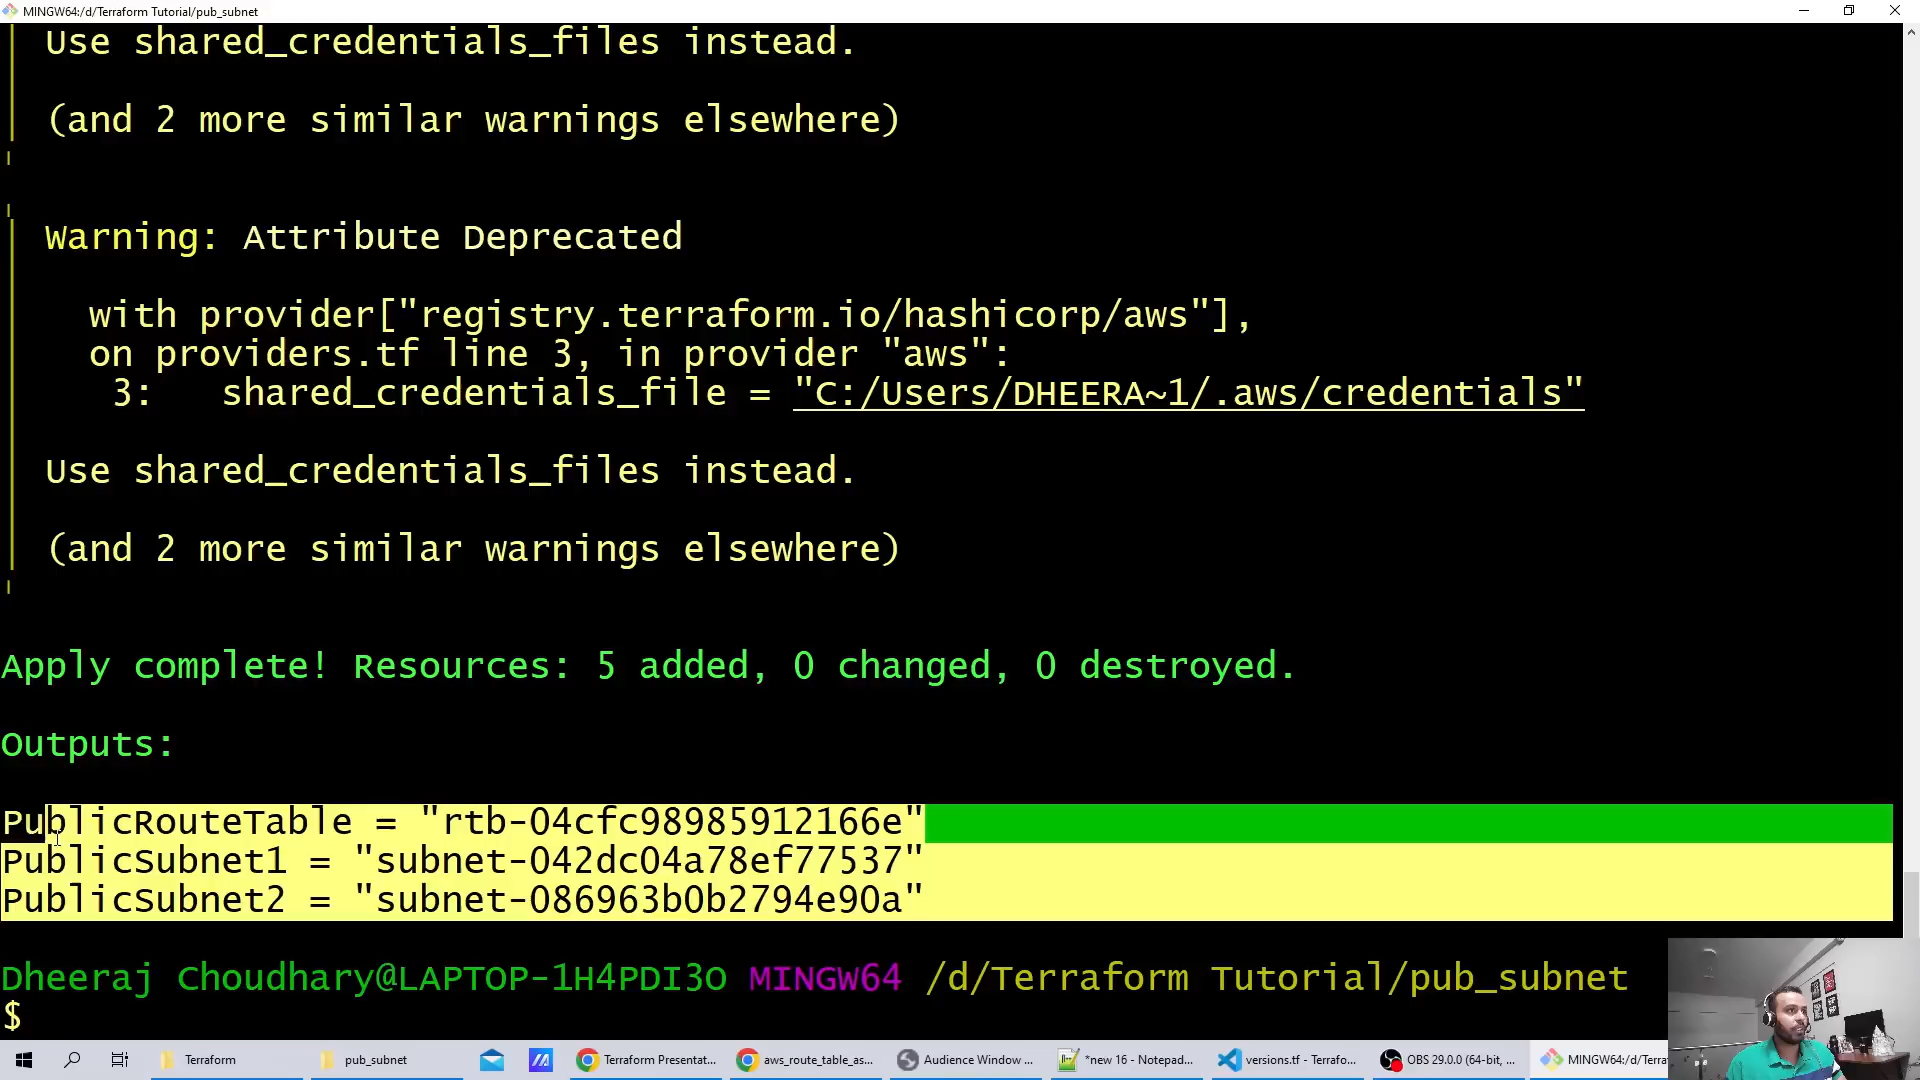 MINGW64:/d/Terraform Tutorial/pub_subnet
Use shared_credentials_files instead.
(and 2 more similar warnings elsewhere)
Warning: Attribute Deprecated
with provider["registry.terraform.io/hashicorp/aws"],
on providers.tf line 3, in provider "aws":
3: shared_credentials_file = "C:/Users/DHEERA~1/.aws/credentials"
Use shared_credentials_files instead.
(and 2 more similar warnings elsewhere)
Apply complete! Resources: 5 added, 0 changed, 0 destroyed.
Outputs:
PublicRouteTable = "rtb-04cfc98985912166e"
PublicSubnet1 = "subnet-042dc04a78ef77537"
PublicSubnet2 = "subnet-086963b0b2794e90a"
Dheeraj Choudhary@LAPTOP-1H4PDI3O MINGW64 /d/Terraform Tutorial/pub_subnet
$
Terraform pub_subnet Terraform Presentat... aws_route_table_as... Audience Window ... *new 16 - Notepad... versions.tf - Terrafo... OBS 29.0.0 (64-bit, ... MINGW64:/d/Terra